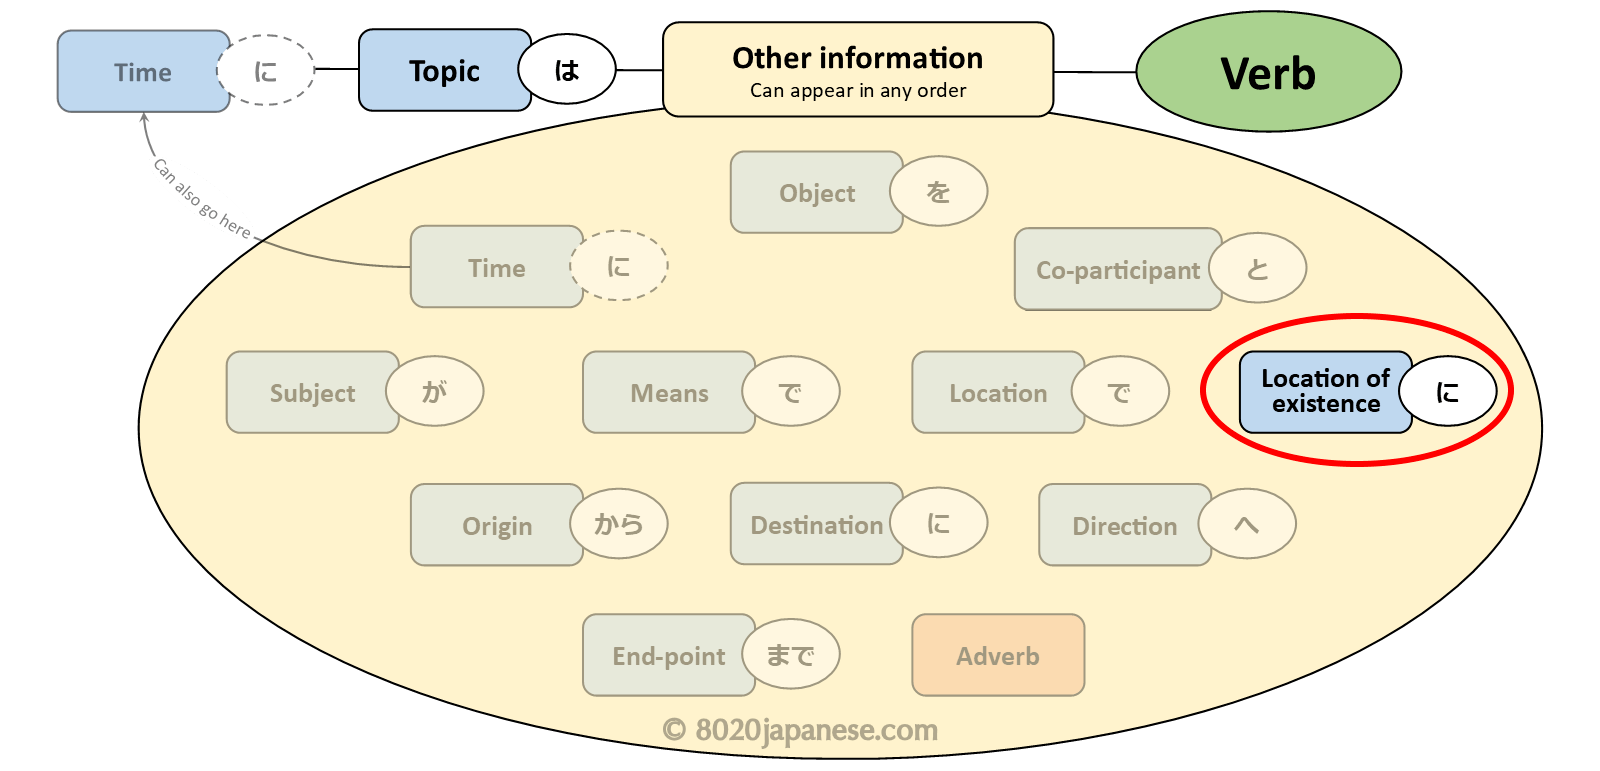 Time に
Topic は
Other information
Can appear in any order
Verb
Can also go here
Object を
Time に
Co-participant と
Subject が
Means で
Location で
Location of
existence に
Origin から
Destination に
Direction へ
End-point まで
Adverb
© 8020japanese.com